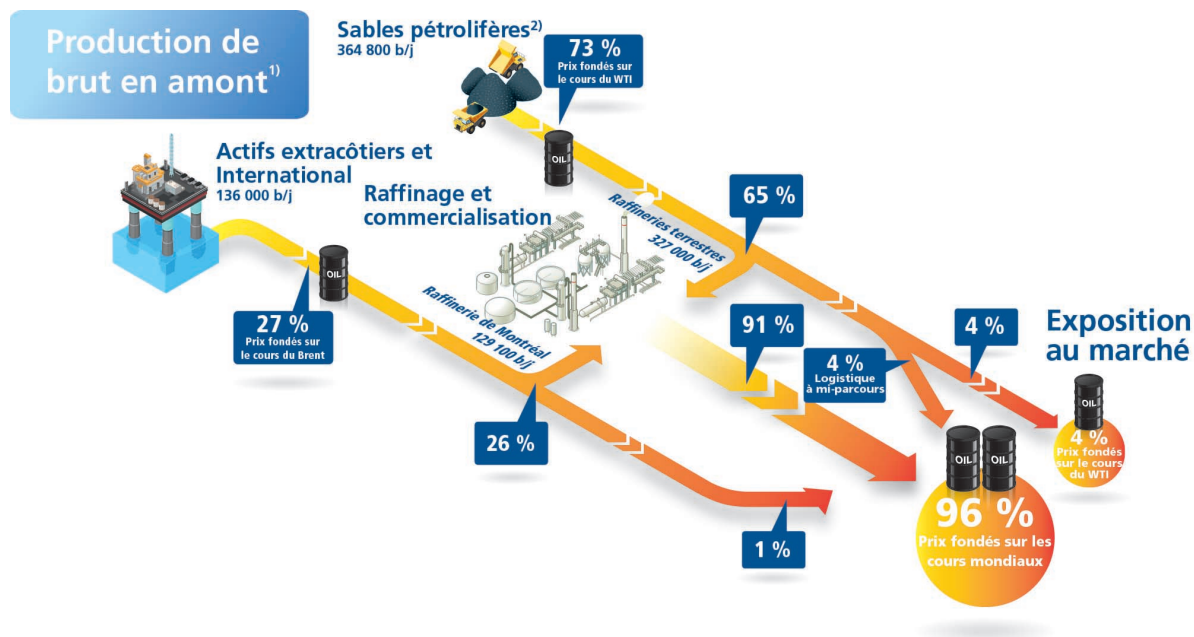 Production de
brut en amont1)
Sables pétrolifères2)
364 800 b/j
73 %
Prix fondés sur
le cours du WTI
OIL
Actifs extracôtiers et
International
136 000 b/j
OIL
27 %
Prix fondés sur
le cours du Brent
Raffinage et
commercialisation
Raffineries terrestres
327 000 b/j
65 %
Raffinerie de Montréal
129 100 b/j
26 %
91 %
4 %
Logistique
à mi-parcours
4 %
1 %
Exposition
au marché
OIL
4 %
Prix fondés
sur le cours
du WTI
OIL
OIL
96 %
Prix fondés sur les
cours mondiaux